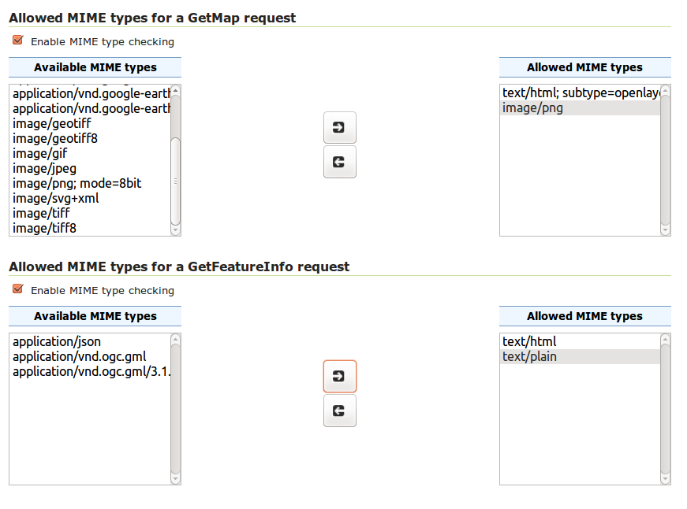 Allowed MIME types for a GetMap request
Enable MIME type checking
Available MIME types
application/vnd.google-earth
application/vnd.google-earth
image/geotiff
image/geotiff8
image/gif
image/jpeg
image/png; mode=8bit
image/svg+xml
image/tiff
image/tiff8
Allowed MIME types
text/html; subtype=openlay
image/png
Allowed MIME types for a GetFeatureInfo request
Enable MIME type checking
Available MIME types
application/json
application/vnd.ogc.gml
application/vnd.ogc.gml/3.1.
Allowed MIME types
text/html
text/plain